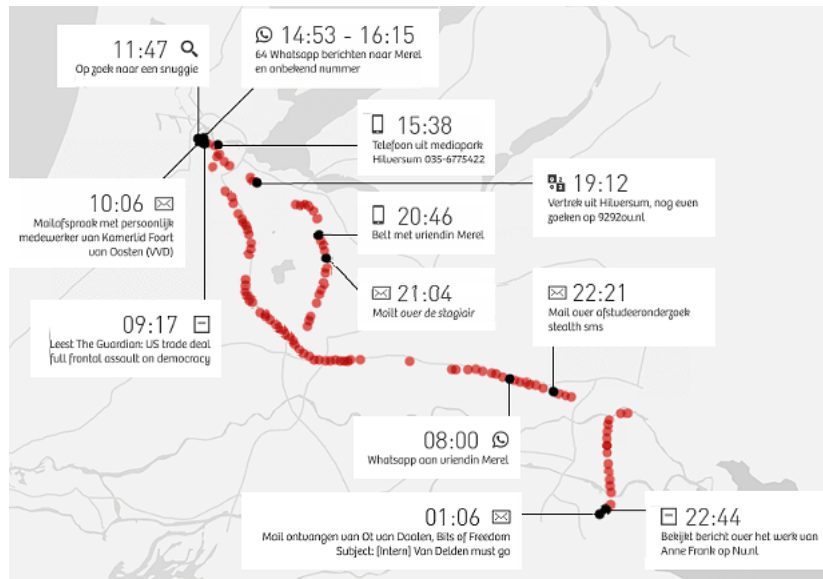 11:47
Op zoek naar een snuggie
14:53 - 16:15
64 Whatsapp berichten naar Merel
en onbekend nummer
15:38
Telefoon uit mediapark
Hilversum 035-6775422
19:12
Vertrek uit Hilversum, nog even
zoeken op 9292ov.nl
10:06
Mailafspraak met persoonlijk
medewerker van Kamerlid Foort
van Oosten (VVD)
20:46
Belt met vriendin Merel
21:04
Mailt over de stagiair
22:21
Mail over afstudeeronderzoek
stealth sms
09:17
Leest The Guardian: US trade deal
full frontal assault on democracy
08:00
Whatsapp aan vriendin Merel
01:06
Mail ontvangen van Ot van Daalen, Bits of Freedom
Subject: [Intern] Van Delden must go
22:44
Bekijkt bericht over het werk van
Anne Frank op Nu.nl